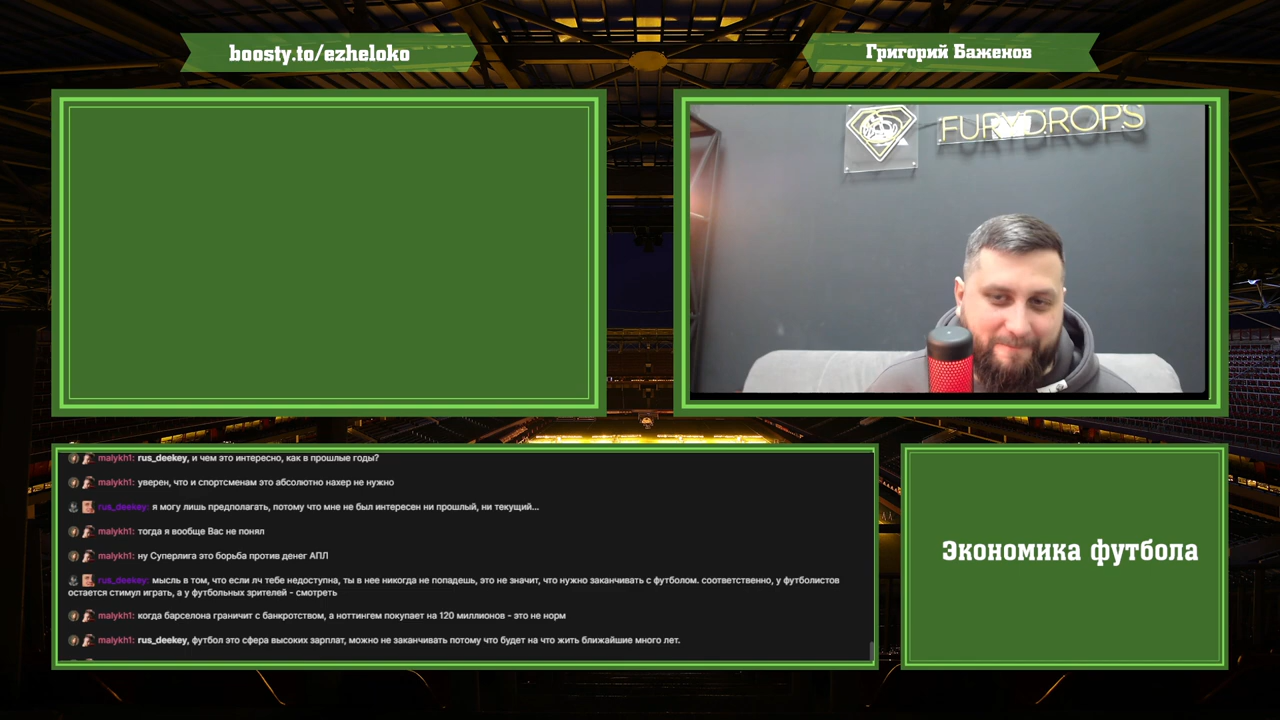 boosty.to/ezheloko
Григорий Баженов
FURYDROPS
malykh1: rus_deekey, и чем это интересно, как в прошлые годы?
malykh1: уверен, что и спортсменам это абсолютно нахер не нужно
rus_deekey: я могу лишь предполагать, потому что мне не был интересен ни прошлый, ни текущий...
malykh1: тогда я вообще Вас не понял
malykh1: ну Суперлига это борьба против денег АПЛ
rus_deekey: мысль в том, что если лч тебе недоступна, ты в нее никогда не попадешь, это не значит, что нужно заканчивать с футболом. соответственно, у футболистов
остается стимул играть, а у футбольных зрителей - смотреть
malykh1: когда барселона граничит с банкротством, а ноттингем покупает на 120 миллионов - это не норм
malykh1: rus_deekey, футбол это сфера высоких зарплат, можно не заканчивать потому что будет на что жить ближайшие много лет.
Экономика футбола